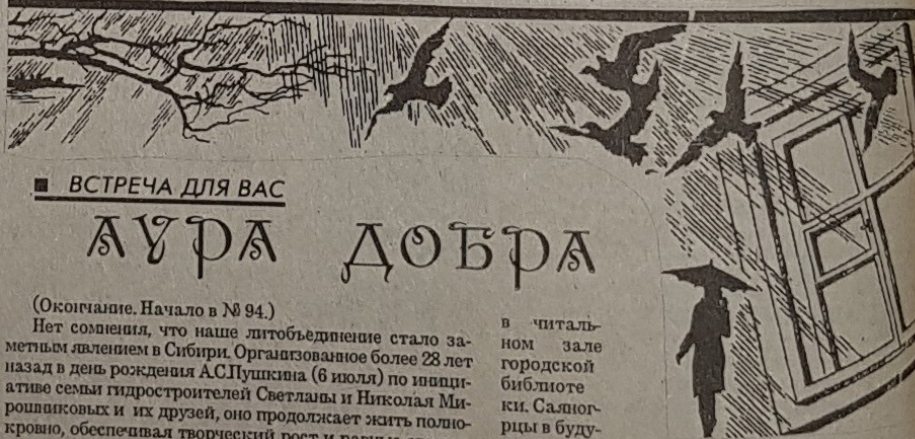 ВСТРЕЧА ДЛЯ ВАС
АУРА ДОБРА
(Окончание. Начало в № 94.)
Нет сомнения, что наше литобъединение стало за-
метным явлением в Сибири. Организованное более 28 лет
назад в день рождения А.С.Пушкина (6 июля) по иници-
ативе семьи гидростроителей Светланы и Николая Ми-
рошниковых и их друзей, оно продолжает жить полно-
кровно, обеспечивая творческий рост и
в читаль-
ном зале
городской
библиоте
ки. Саяног-
рцы в буду-